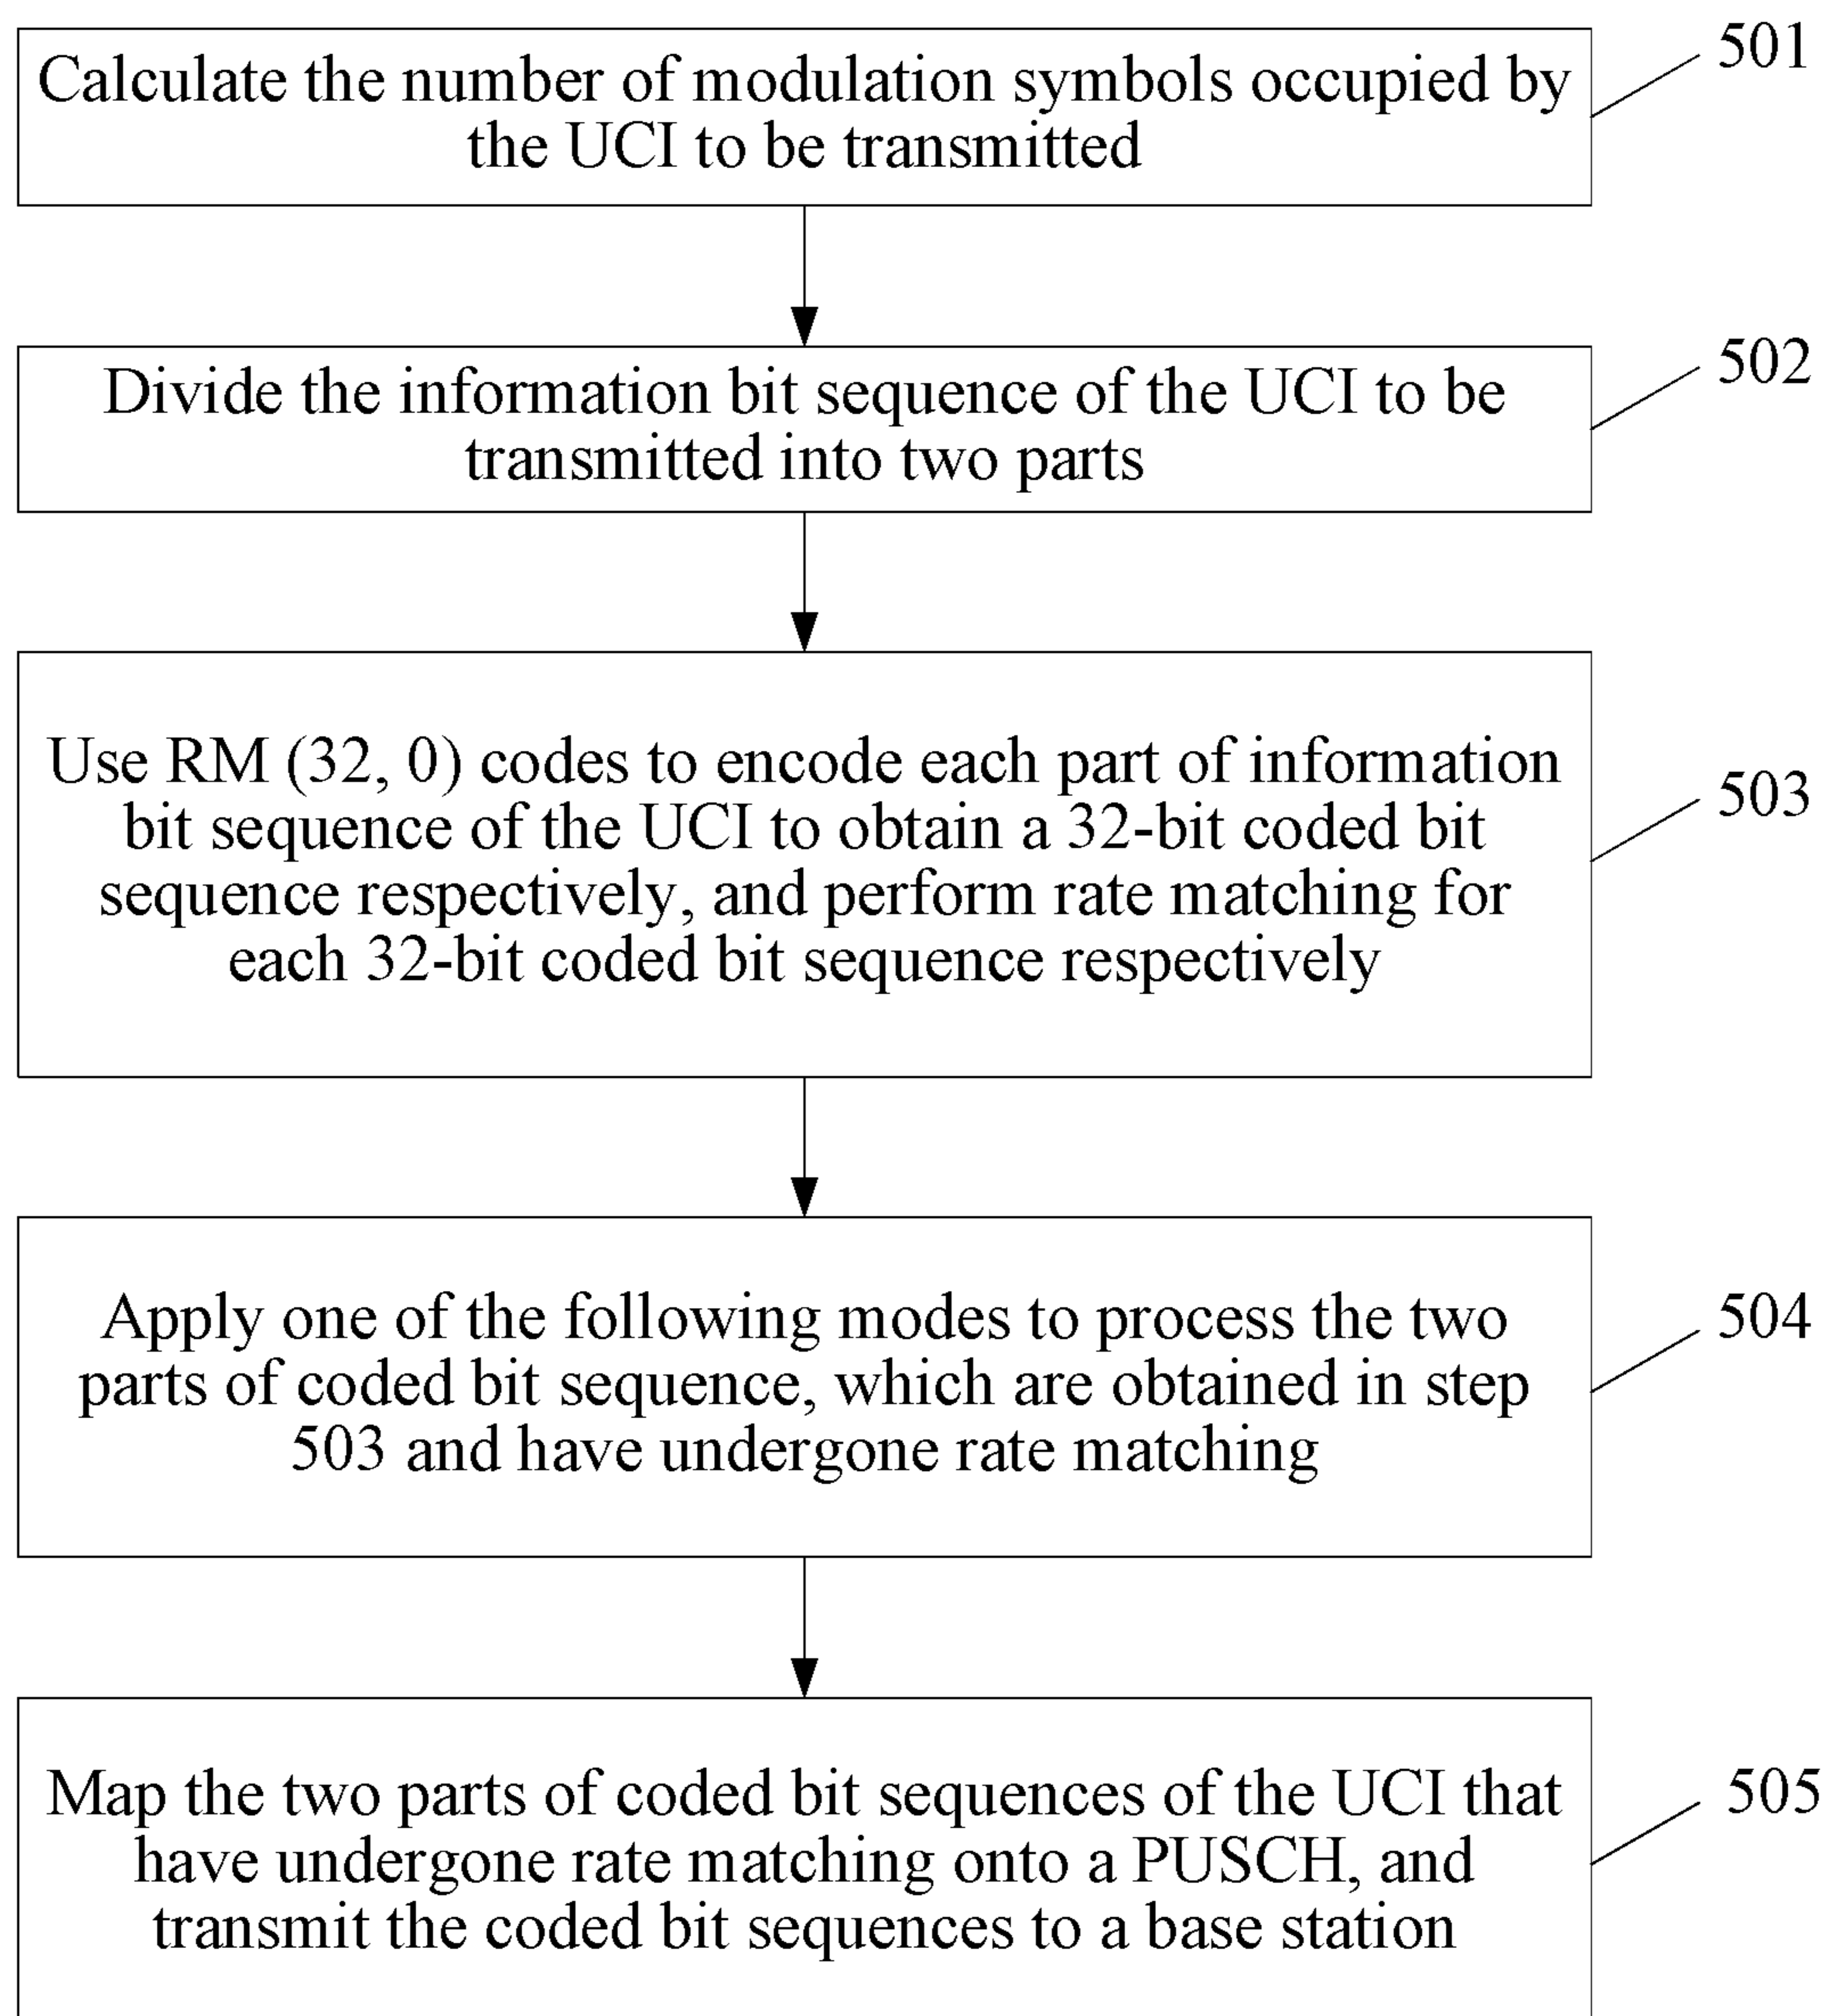 Calculate the number of modulation symbols occupied by
the UCI to be transmitted
501
Divide the information bit sequence of the UCI to be
transmitted into two parts
502
Use RM (32, 0) codes to encode each part of information
bit sequence of the UCI to obtain a 32-bit coded bit
sequence respectively, and perform rate matching for
each 32-bit coded bit sequence respectively
503
Apply one of the following modes to process the two
parts of coded bit sequence, which are obtained in step
503 and have undergone rate matching
504
Map the two parts of coded bit sequences of the UCI that
have undergone rate matching onto a PUSCH, and
transmit the coded bit sequences to a base station
505